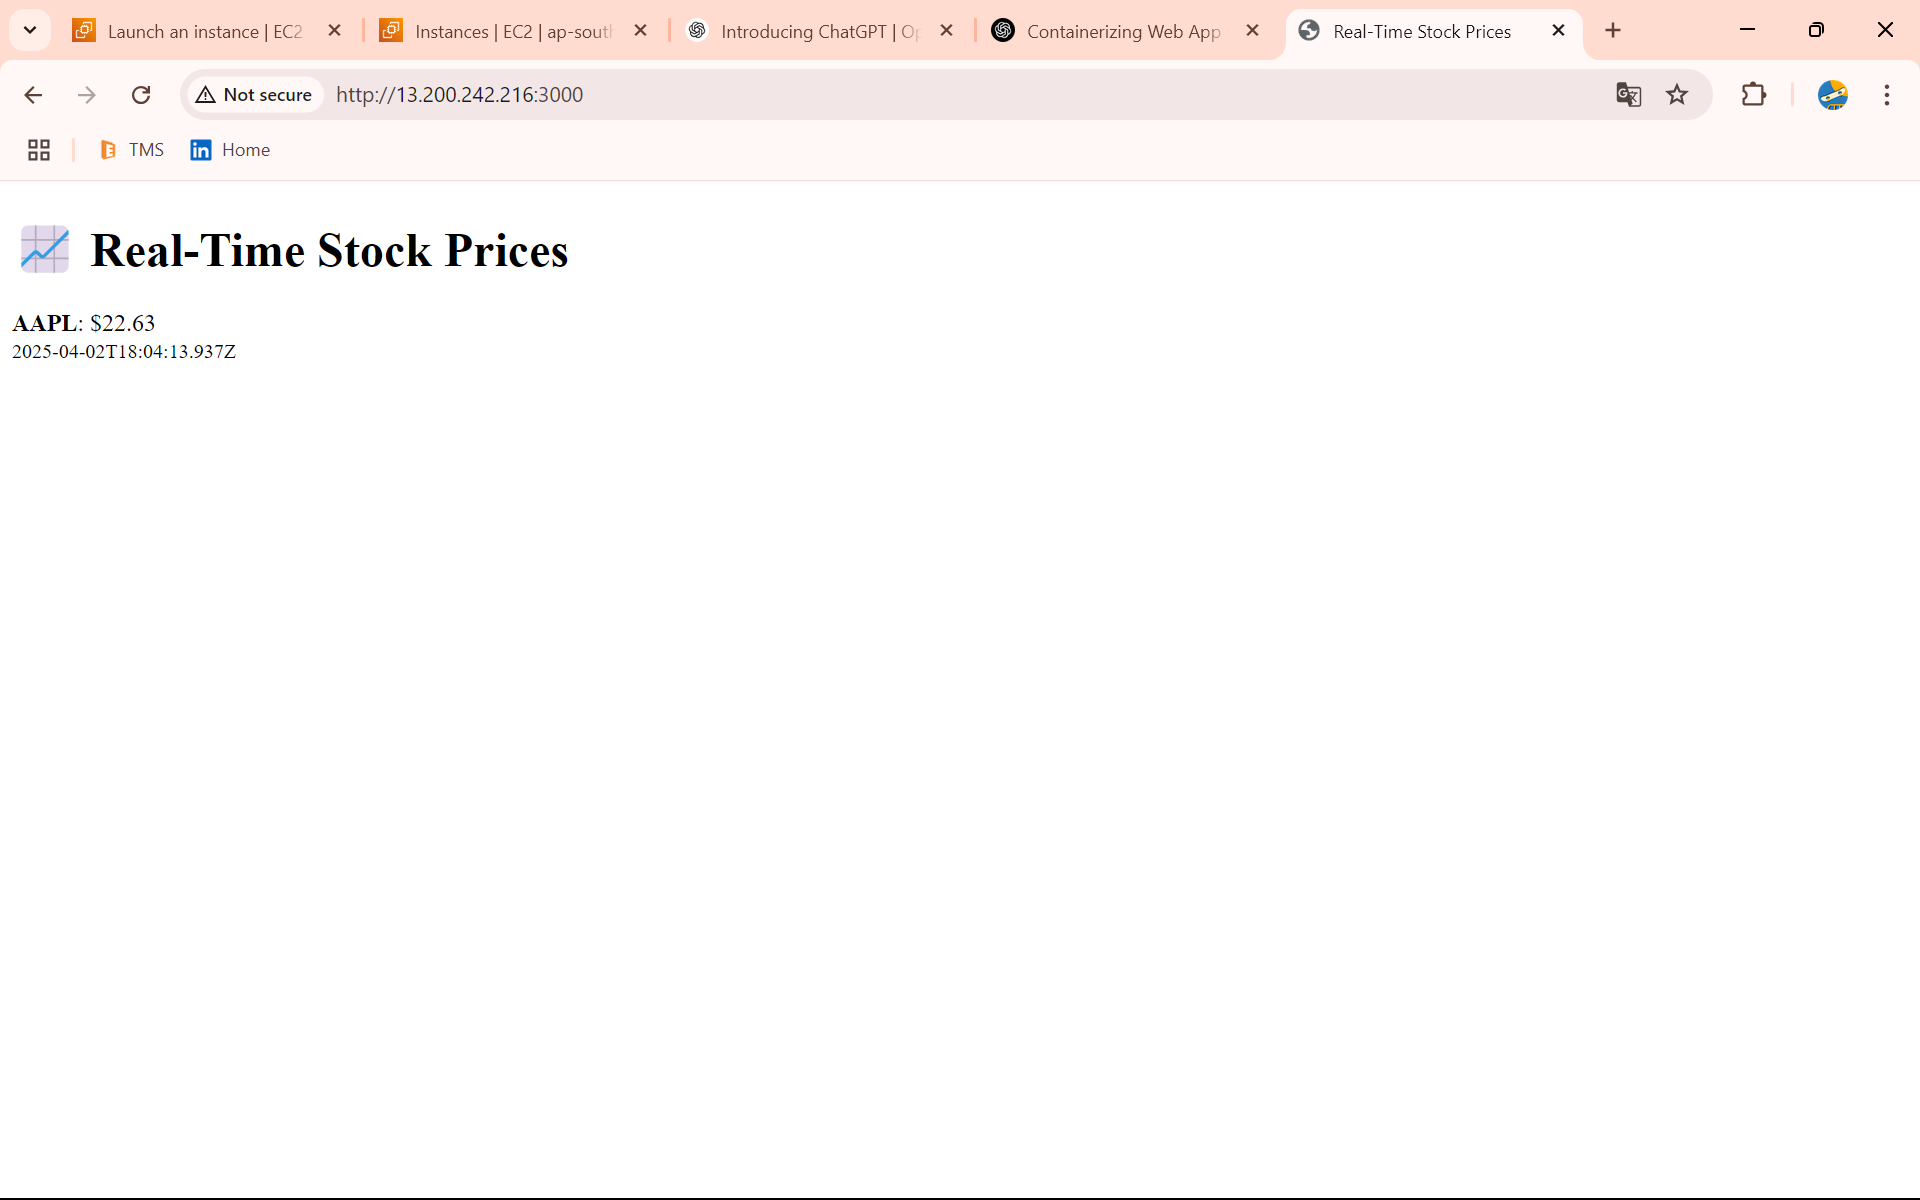 Launch an instance | EC2
Instances | EC2 | ap-sout
Introducing ChatGPT | Op
Containerizing Web App
Real-Time Stock Prices
Not secure
http://13.200.242.216:3000
TMS
Home
Real-Time Stock Prices
AAPL: $22.63
2025-04-02T18:04:13.937Z